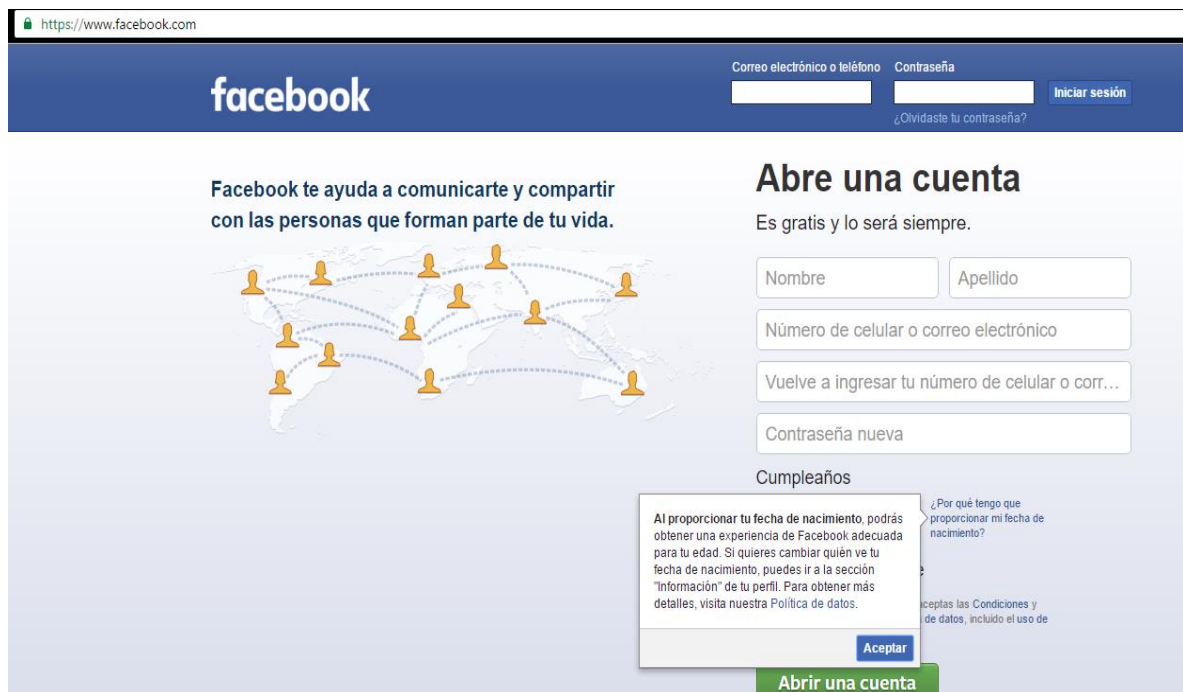 https://www.facebook.com
facebook
Correo electrónico o teléfono
Contraseña
Iniciar sesión
¿Olvidaste tu contraseña?
Facebook te ayuda a comunicarte y compartir
con las personas que forman parte de tu vida.
Abre una cuenta
Es gratis y lo será siempre.
Nombre
Apellido
Número de celular o correo electrónico
Vuelve a ingresar tu número de celular o corr...
Contraseña nueva
Cumpleaños
¿Por qué tengo que
proporcionar mi fecha de
nacimiento?
Al proporcionar tu fecha de nacimiento, podrás
obtener una experiencia de Facebook adecuada
para tu edad. Si quieres cambiar quién ve tu
fecha de nacimiento, puedes ir a la sección
"Información" de tu perfil. Para obtener más
detalles, visita nuestra Política de datos.
Aceptar
aceptas las Condiciones y
de datos, incluido el uso de
Abrir una cuenta